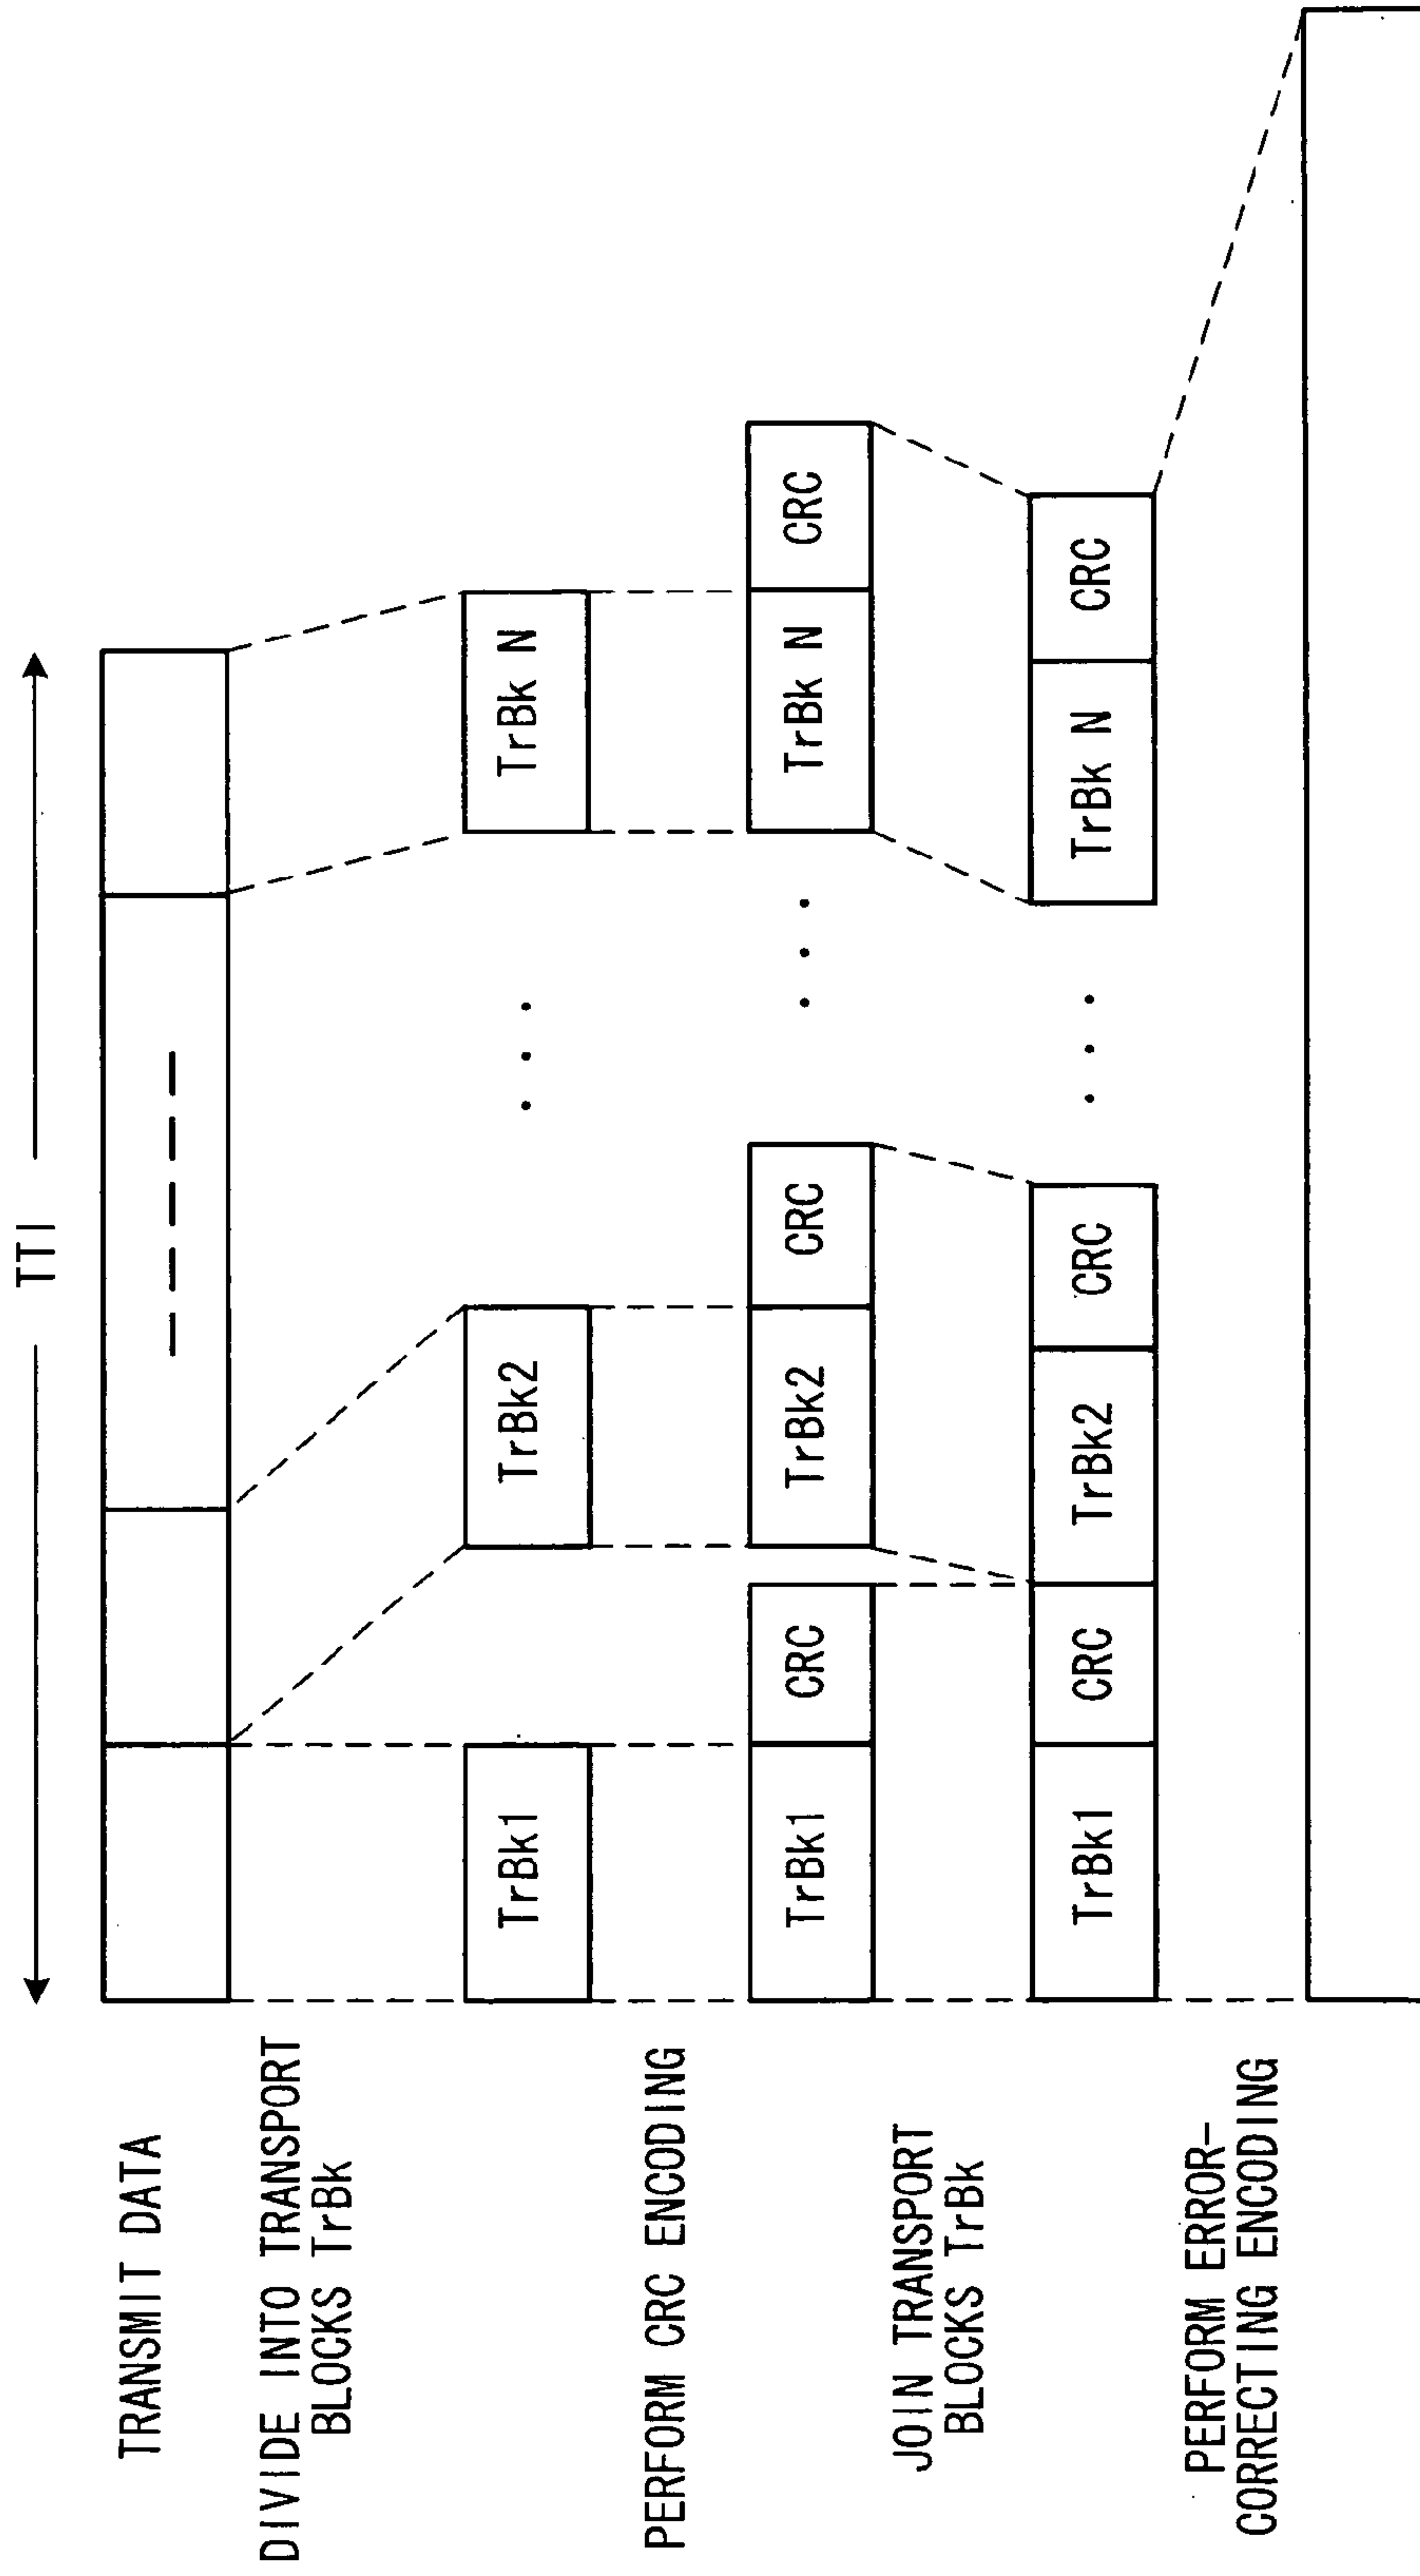 TTI
TRANSMIT DATA
DIVIDE INTO TRANSPORT
BLOCKS TrBk
TrBk1
TrBk2
TrBk N
PERFORM CRC ENCODING
TrBk1
CRC
TrBk2
CRC
TrBk N
CRC
JOIN TRANSPORT
BLOCKS TrBk
TrBk1
CRC
TrBk2
CRC
TrBk N
CRC
PERFORM ERROR-
CORRECTING ENCODING